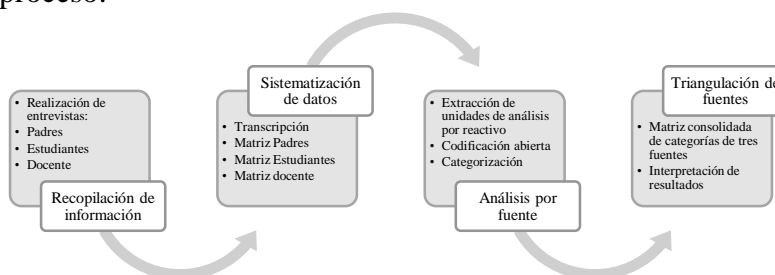 proceso:
• Realización de
entrevistas:
• Padres
• Estudiantes
• Docente
Recopilación de
información
Sistematización
de datos
• Transcripción
• Matriz Padres
• Matriz Estudiantes
• Matriz docente
• Extracción de
unidades de análisis
por reactivo
• Codificación abierta
• Categorización
Análisis por
fuente
Triangulación de
fuentes
• Matriz consolidada
de categorías de tres
fuentes
• Interpretación de
resultados